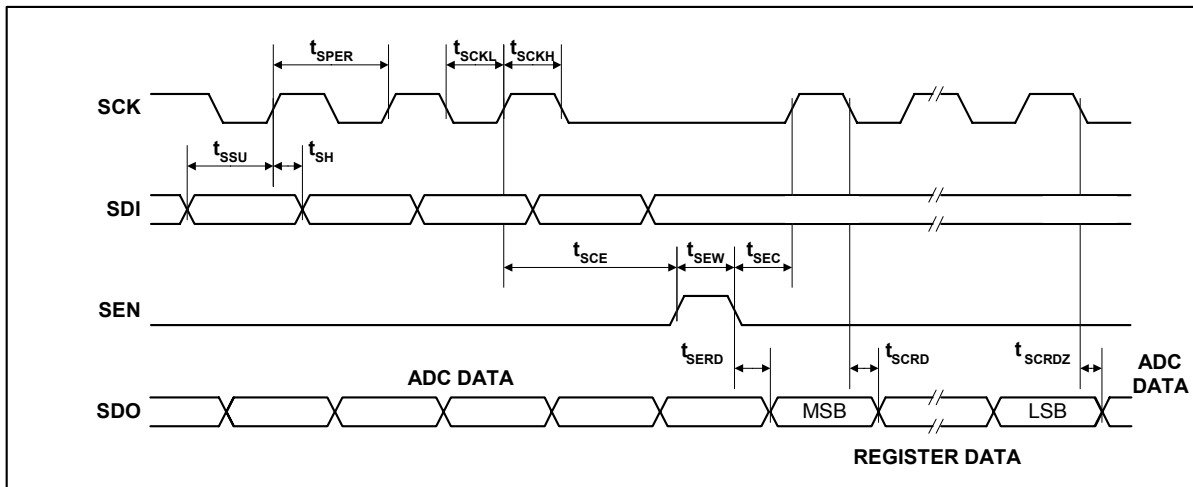 tSPER tSCKL tSCKH
SCK
tSSU tSH
SDI
tSCE tSEW tSEC
SEN
tSERD tSCRD tSCRDZ
ADC DATA
ADC DATA
SDO MSB LSB
REGISTER DATA